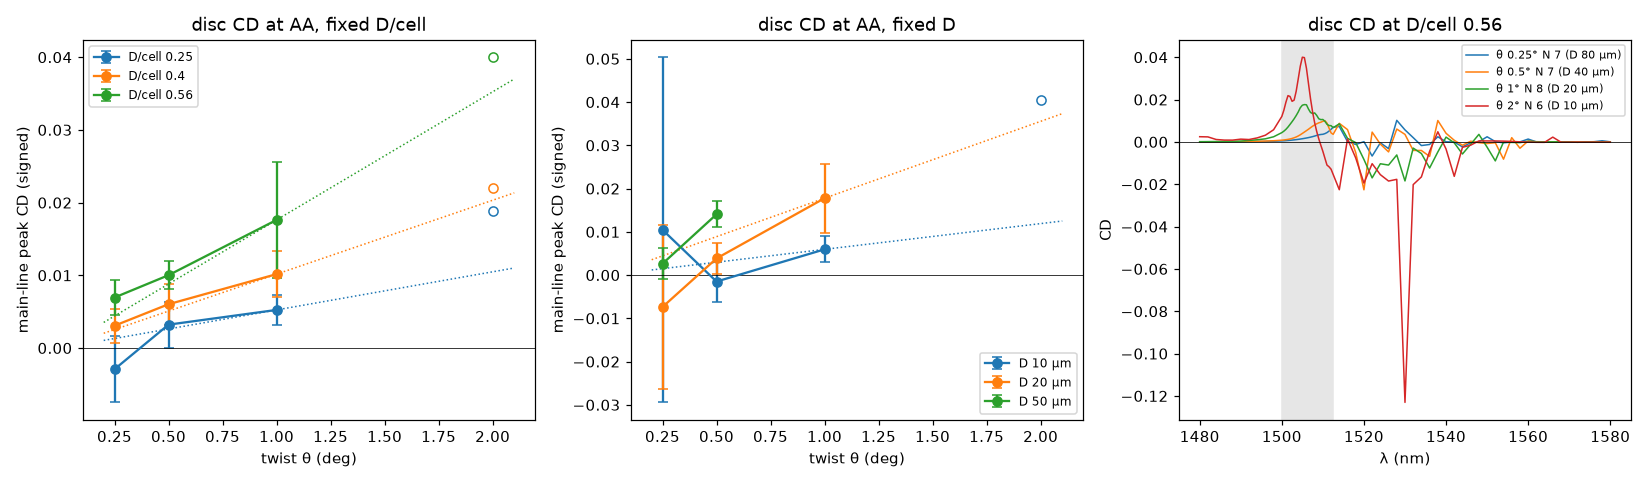 disc CD at AA, fixed D/cell
main-line peak CD (signed)
0.04
0.03
0.02
0.01
0.00
D/cell 0.25
D/cell 0.4
D/cell 0.56
0.25 0.50 0.75 1.00 1.25 1.50 1.75 2.00
twist θ (deg)
disc CD at AA, fixed D
main-line peak CD (signed)
0.05
0.04
0.03
0.02
0.01
0.00
−0.01
−0.02
−0.03
D 10 μm
D 20 μm
D 50 μm
0.25 0.50 0.75 1.00 1.25 1.50 1.75 2.00
twist θ (deg)
disc CD at D/cell 0.56
CD
0.04
0.02
0.00
−0.02
−0.04
−0.06
−0.08
−0.10
−0.12
θ 0.25° N 7 (D 80 μm)
θ 0.5° N 7 (D 40 μm)
θ 1° N 8 (D 20 μm)
θ 2° N 6 (D 10 μm)
1480 1500 1520 1540 1560 1580
λ (nm)